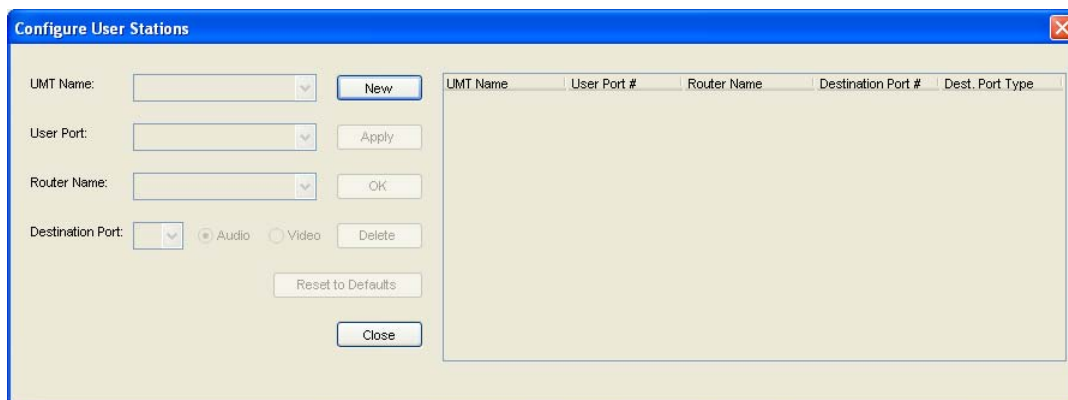 Configure User Stations
UMT Name:
New
User Port:
Apply
Router Name:
OK
Destination Port:
Audio
Video
Delete
Reset to Defaults
Close
UMT Name User Port # Router Name Destination Port # Dest. Port Type